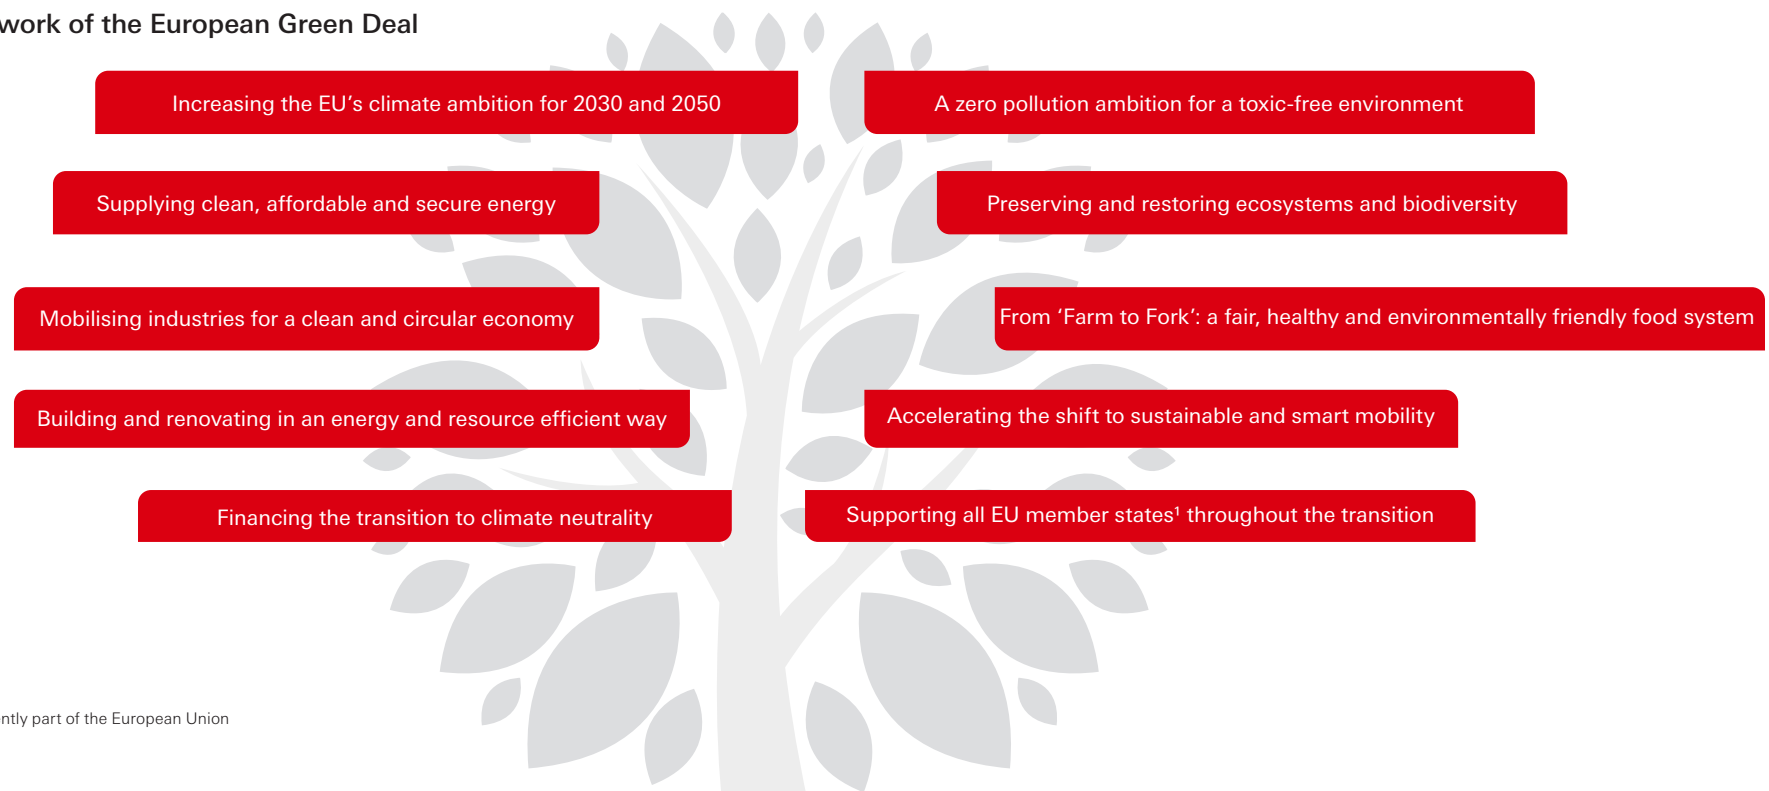 work of the European Green Deal
Increasing the EU’s climate ambition for 2030 and 2050
A zero pollution ambition for a toxic-free environment
Supplying clean, affordable and secure energy
Preserving and restoring ecosystems and biodiversity
Mobilising industries for a clean and circular economy
From ‘Farm to Fork’: a fair, healthy and environmentally friendly food system
Building and renovating in an energy and resource efficient way
Accelerating the shift to sustainable and smart mobility
Financing the transition to climate neutrality
Supporting all EU member states¹ throughout the transition
ently part of the European Union